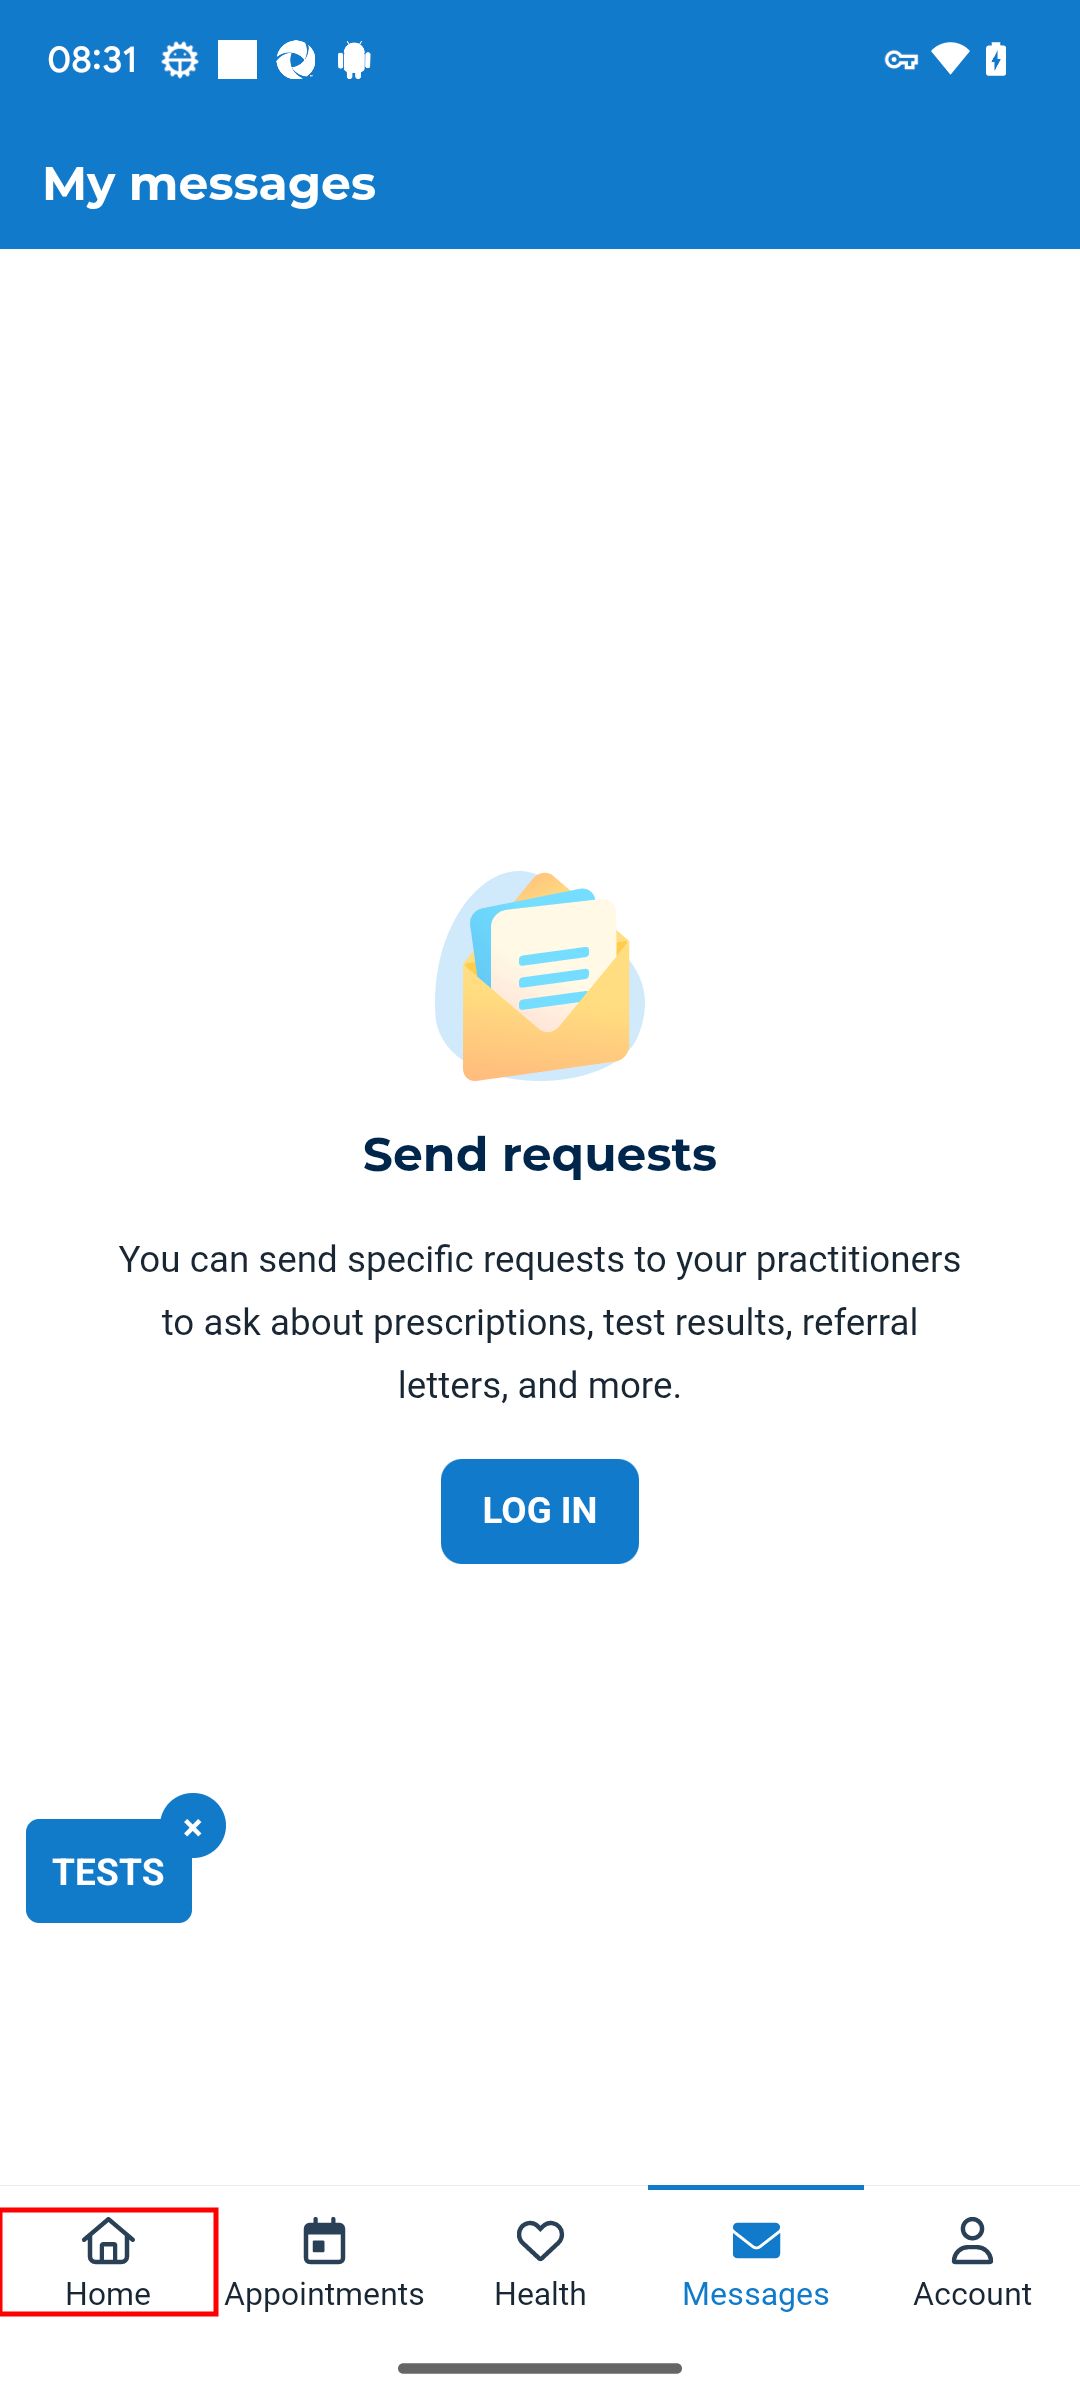 08:31
My messages
Send requests
You can send specific requests to your practitioners
to ask about prescriptions, test results, referral
letters, and more.
LOG IN
×
TESTS
Home
Appointments
Health
Messages
Account